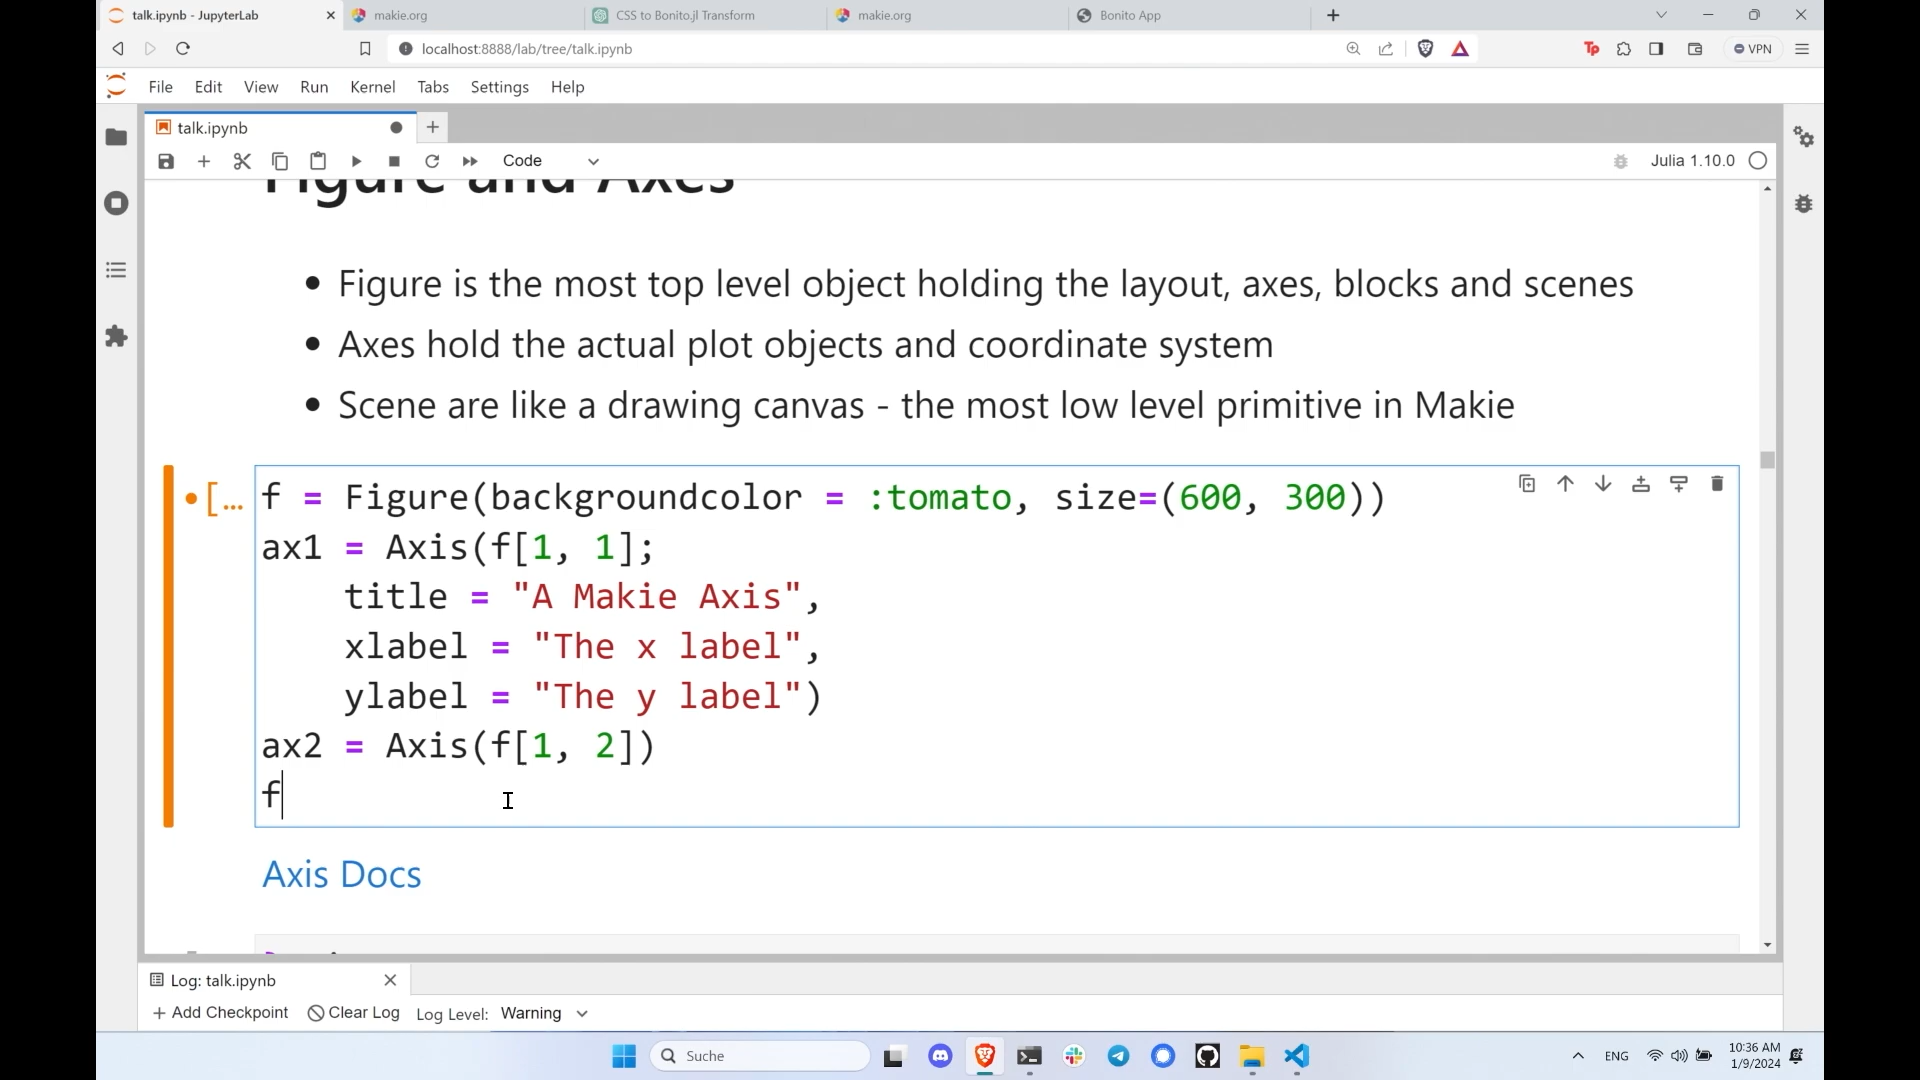 talk.ipynb - JupyterLab
makie.org
CSS to Bonito.jl Transform
makie.org
Bonito App
localhost:8888/lab/tree/talk.ipynb
Tp
VPN
File Edit View Run Kernel Tabs Settings Help
talk.ipynb
Code
Julia 1.10.0
Figure and Axes
• Figure is the most top level object holding the layout, axes, blocks and scenes
• Axes hold the actual plot objects and coordinate system
• Scene are like a drawing canvas - the most low level primitive in Makie
[…
f = Figure(backgroundcolor = :tomato, size=(600, 300))
ax1 = Axis(f[1, 1];
    title = "A Makie Axis",
    xlabel = "The x label",
    ylabel = "The y label")
ax2 = Axis(f[1, 2])
f
Axis Docs
Log: talk.ipynb
+ Add Checkpoint Clear Log Log Level: Warning
Suche
ENG
10:36 AM
1/9/2024